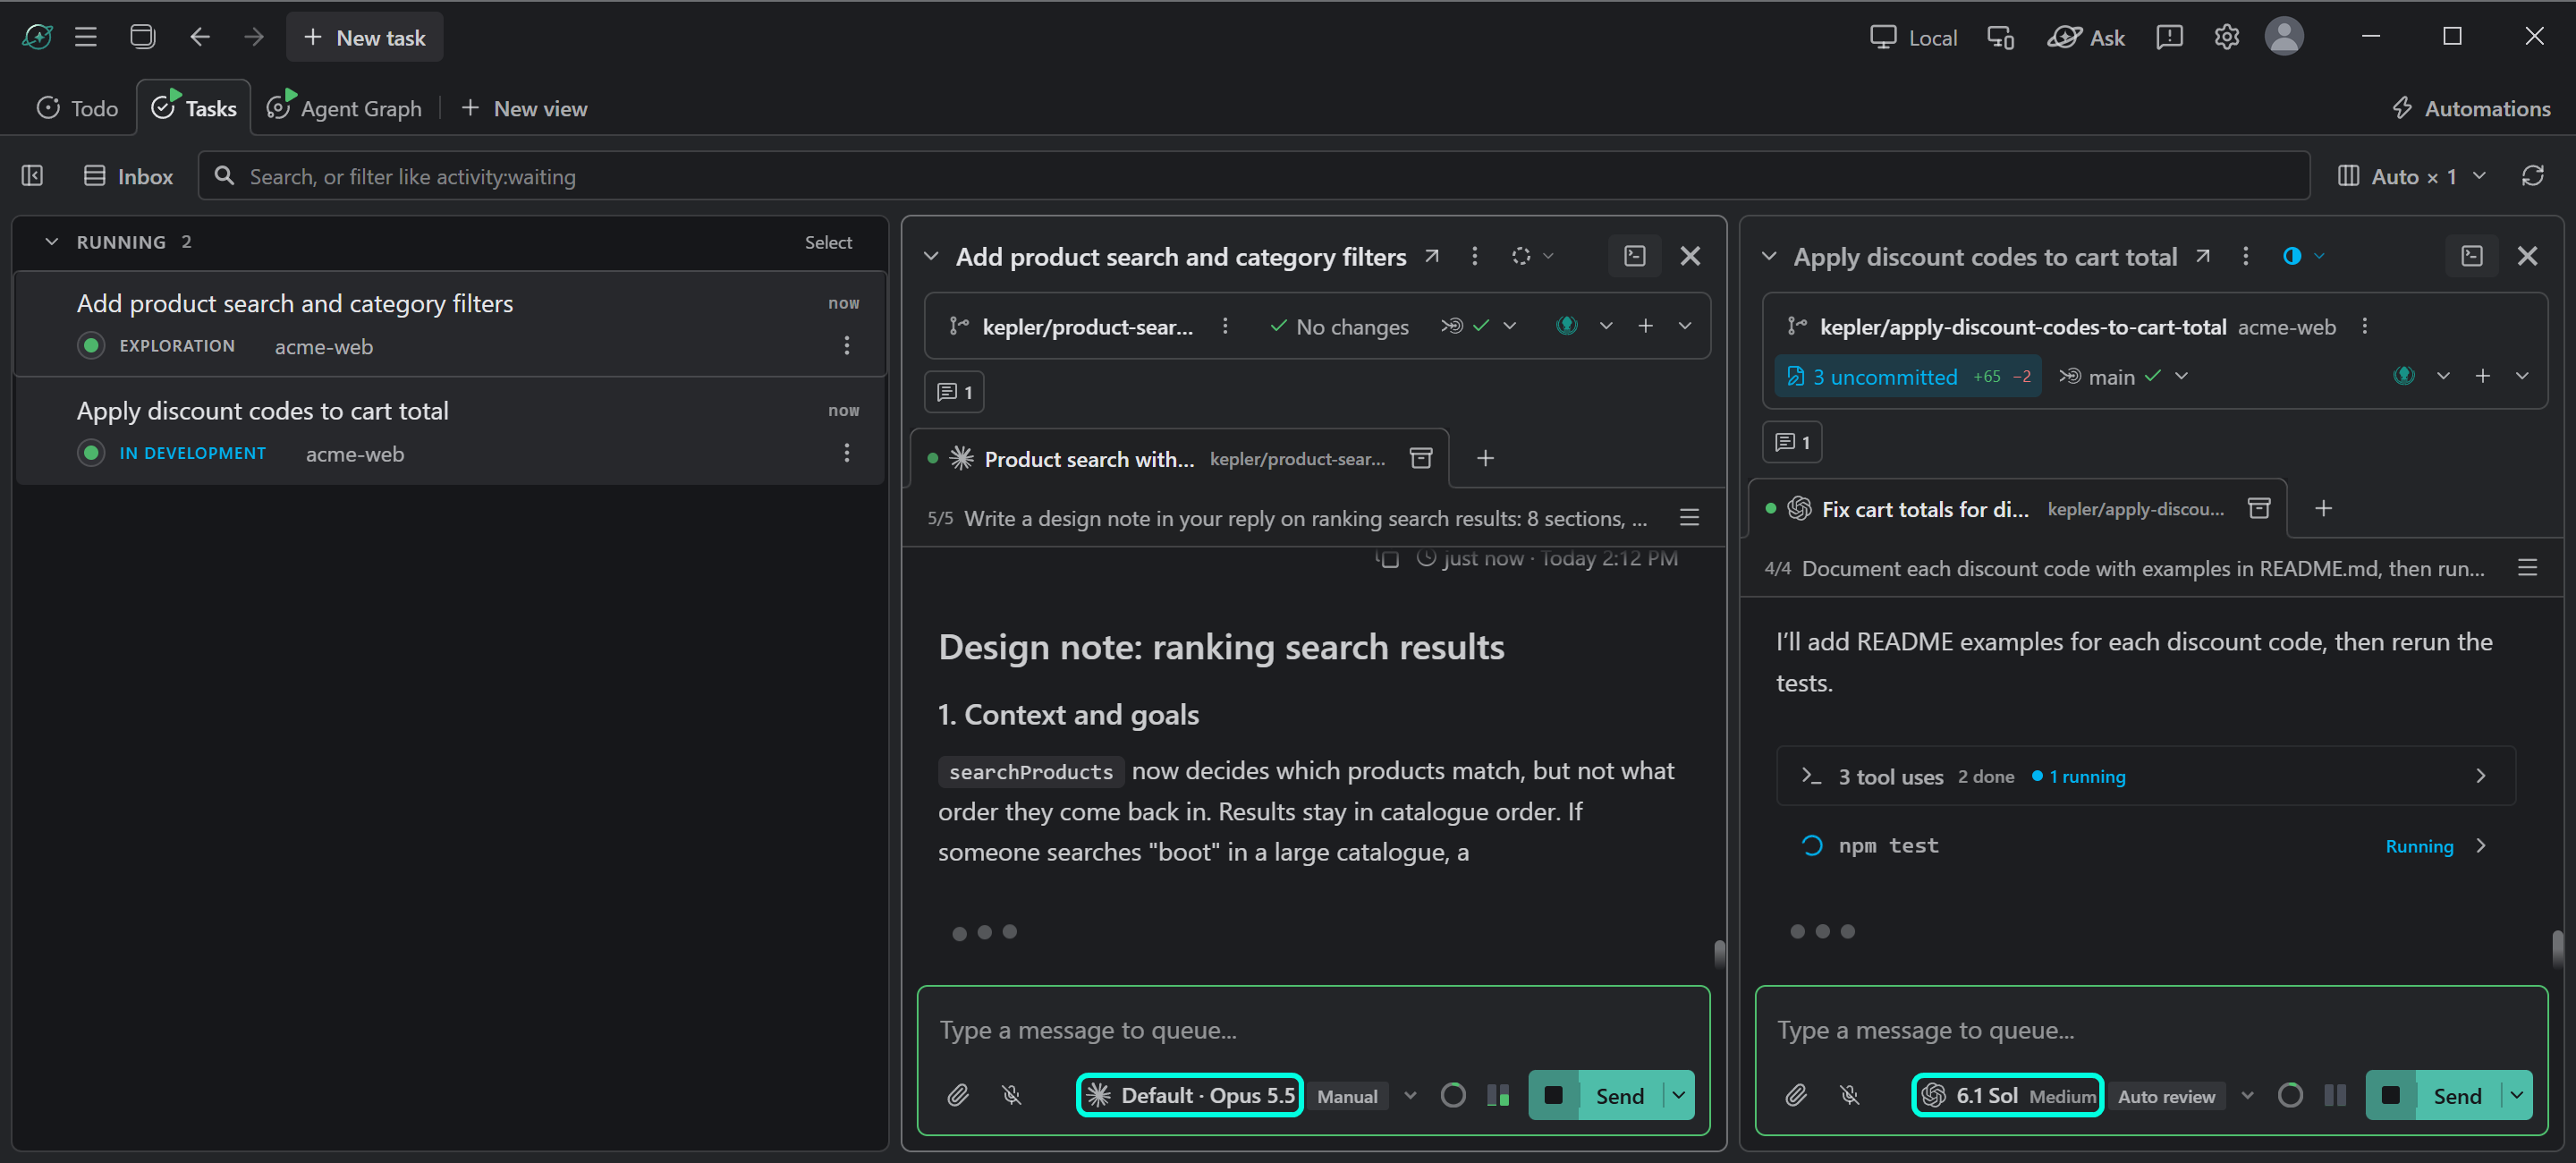 New task
Local
Ask
Todo
Tasks
Agent Graph
New view
Automations
Inbox
Search, or filter like activity:waiting
Auto × 1
RUNNING 2
Select
Add product search and category filters
now
EXPLORATION
acme-web
Apply discount codes to cart total
now
IN DEVELOPMENT
acme-web
Add product search and category filters
kepler/product-sear...
No changes
1
Product search with...
kepler/product-sear...
5/5 Write a design note in your reply on ranking search results: 8 sections, ...
just now · Today 2:12 PM
Design note: ranking search results
1. Context and goals
searchProducts now decides which products match, but not what
order they come back in. Results stay in catalogue order. If
someone searches "boot" in a large catalogue, a
Type a message to queue...
Default · Opus 5.5
Manual
Send
Apply discount codes to cart total
kepler/apply-discount-codes-to-cart-total acme-web
3 uncommitted +65 −2
main
1
Fix cart totals for di...
kepler/apply-discou...
4/4 Document each discount code with examples in README.md, then run...
I’ll add README examples for each discount code, then rerun the
tests.
3 tool uses 2 done 1 running
npm test
Running
Type a message to queue...
6.1 Sol Medium
Auto review
Send